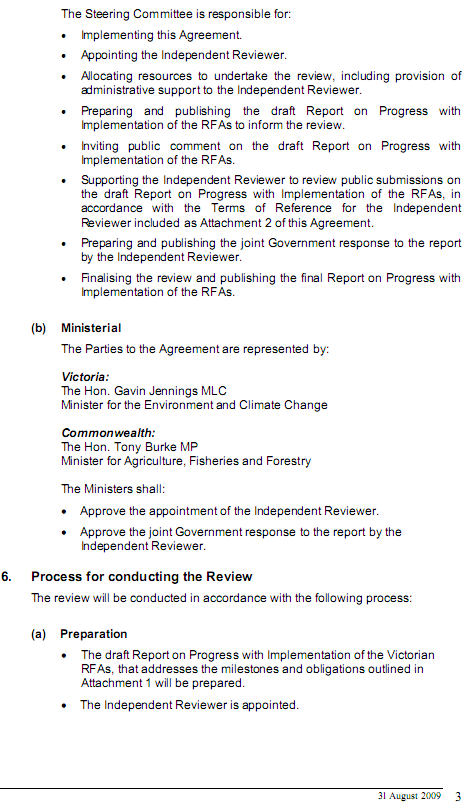 The Steering Committee is responsible for:
• Implementing this Agreement.
• Appointing the Independent Reviewer.
• Allocating resources to undertake the review, including provision of
administrative support to the Independent Reviewer.
• Preparing and publishing the draft Report on Progress with
Implementation of the RFAs to inform the review.
• Inviting public comment on the draft Report on Progress with
Implementation of the RFAs.
• Supporting the Independent Reviewer to review public submissions on
the draft Report on Progress with Implementation of the RFAs, in
accordance with the Terms of Reference for the Independent
Reviewer included as Attachment 2 of this Agreement.
• Preparing and publishing the joint Government response to the report
by the Independent Reviewer.
• Finalising the review and publishing the final Report on Progress with
Implementation of the RFAs.
(b) Ministerial
The Parties to the Agreement are represented by:
Victoria:
The Hon. Gavin Jennings MLC
Minister for the Environment and Climate Change
Commonwealth:
The Hon. Tony Burke MP
Minister for Agriculture, Fisheries and Forestry
The Ministers shall:
• Approve the appointment of the Independent Reviewer.
• Approve the joint Government response to the report by the
Independent Reviewer.
6. Process for conducting the Review
The review will be conducted in accordance with the following process:
(a) Preparation
• The draft Report on Progress with Implementation of the Victorian
RFAs, that addresses the milestones and obligations outlined in
Attachment 1 will be prepared.
• The Independent Reviewer is appointed.
31 August 2009 3